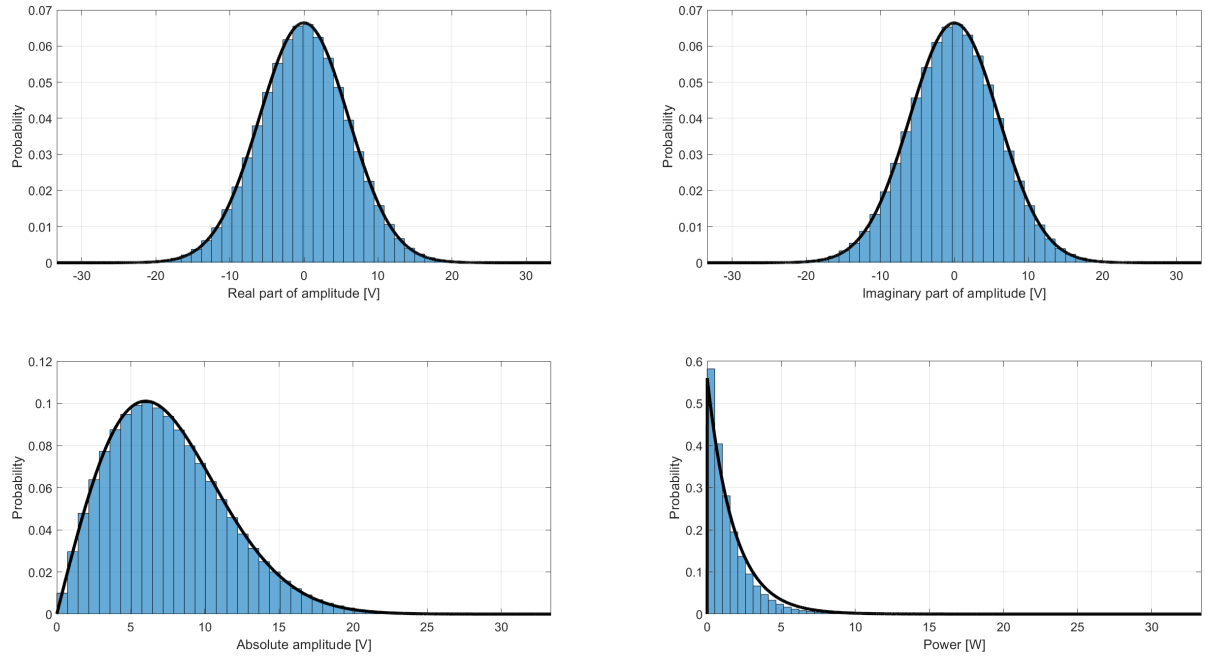 0.07
0.06
0.05
0.04
0.03
0.02
0.01
0
Probability
-30 -20 -10 0 10 20 30
Real part of amplitude [V]
0.07
0.06
0.05
0.04
0.03
0.02
0.01
0
Probability
-30 -20 -10 0 10 20 30
Imaginary part of amplitude [V]
0.12
0.1
0.08
0.06
0.04
0.02
0
Probability
0 5 10 15 20 25 30
Absolute amplitude [V]
0.6
0.5
0.4
0.3
0.2
0.1
0
Probability
0 5 10 15 20 25 30
Power [W]